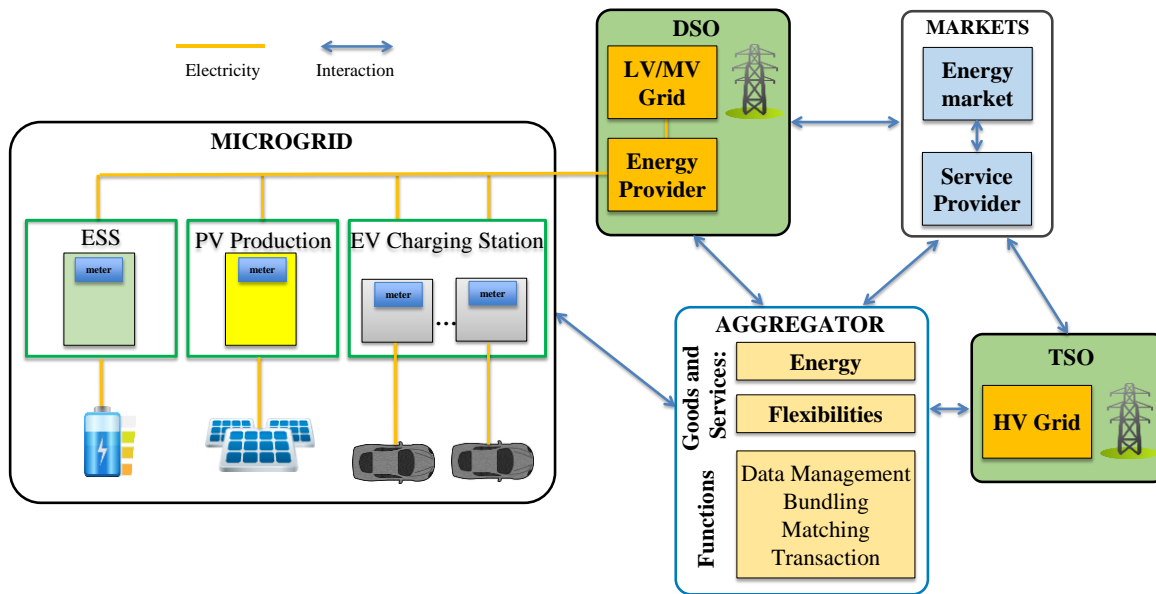 Electricity
Interaction
MICROGRID
ESS
meter
PV Production
meter
EV Charging Station
meter
...
meter
DSO
LV/MV
Grid
Energy
Provider
MARKETS
Energy
market
Service
Provider
AGGREGATOR
Goods and
Services:
Energy
Flexibilities
Functions
Data Management
Bundling
Matching
Transaction
TSO
HV Grid